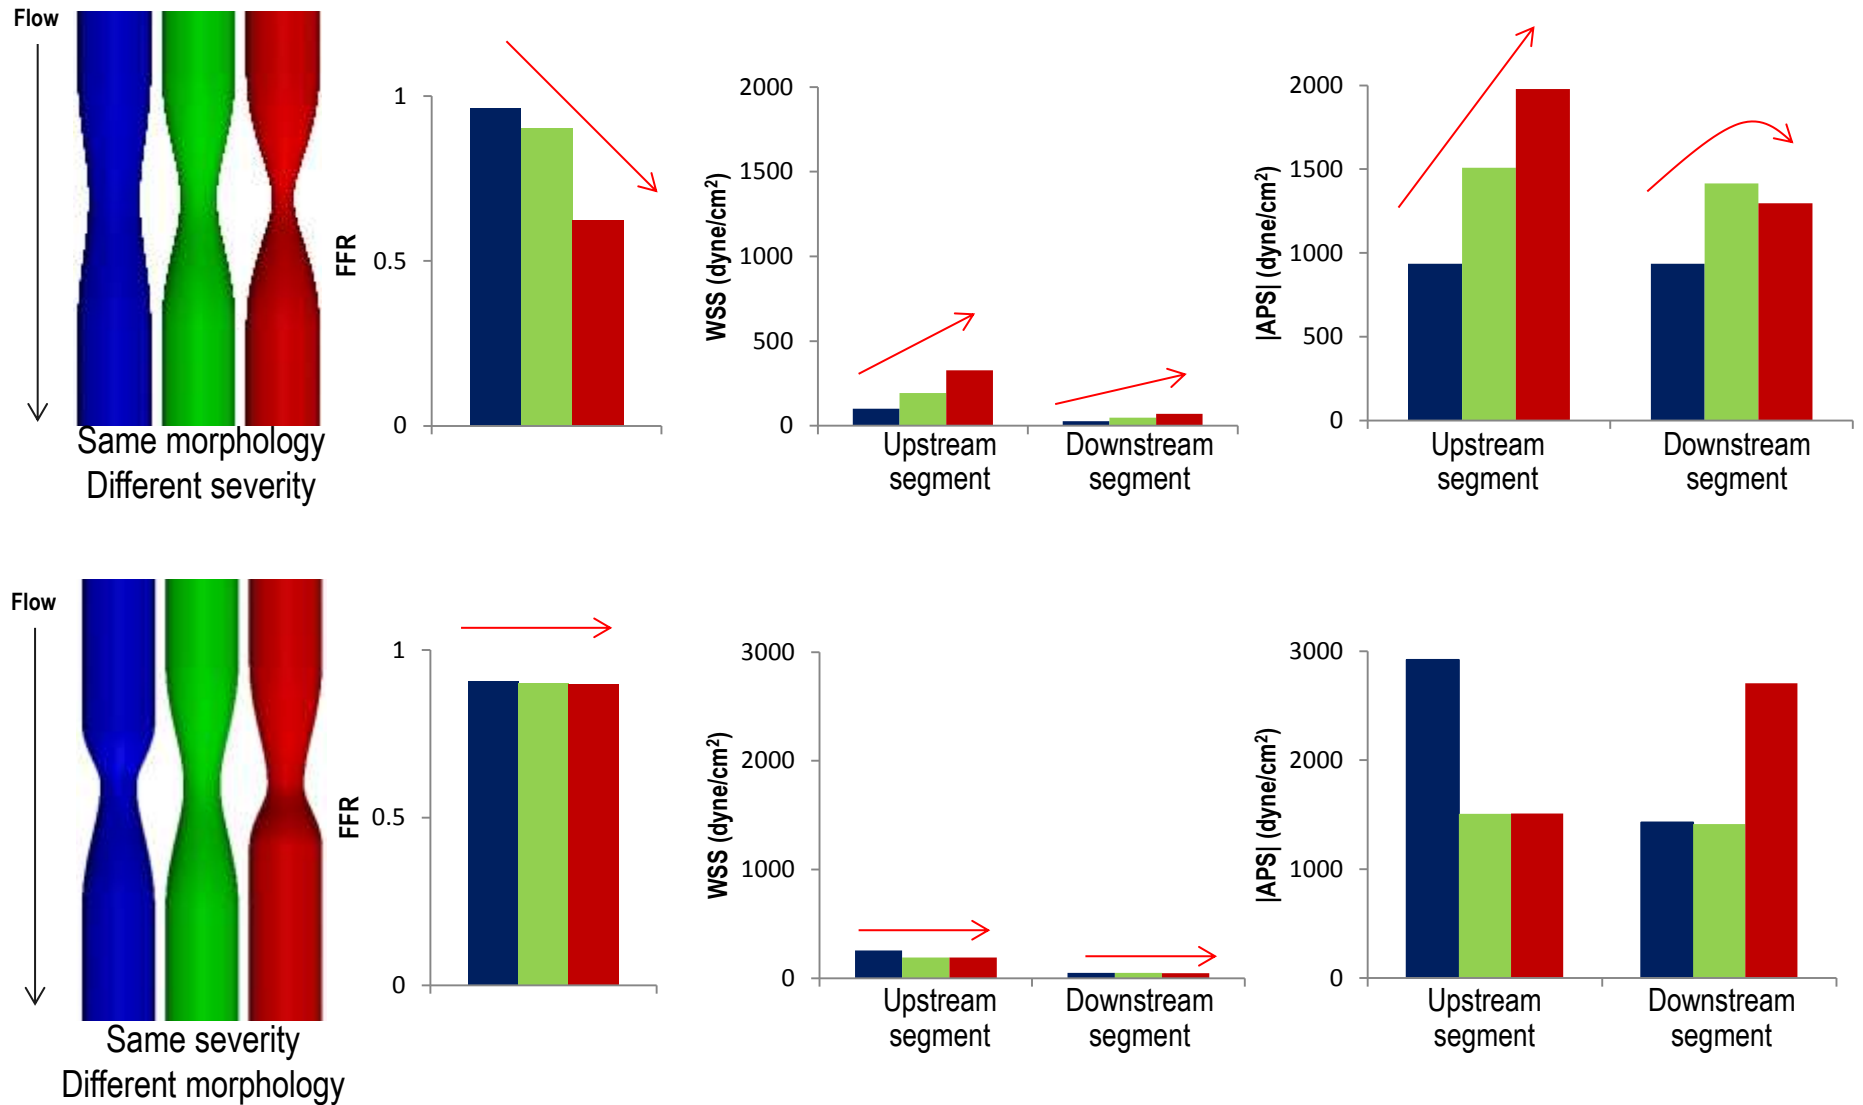 Flow
Same morphology
Different severity
FFR
1
0.5
0
WSS (dyne/cm²)
2000
1500
1000
500
0
Upstream
segment
Downstream
segment
|APS| (dyne/cm²)
2000
1500
1000
500
0
Upstream
segment
Downstream
segment
Flow
Same severity
Different morphology
FFR
1
0.5
0
WSS (dyne/cm²)
3000
2000
1000
0
Upstream
segment
Downstream
segment
|APS| (dyne/cm²)
3000
2000
1000
0
Upstream
segment
Downstream
segment